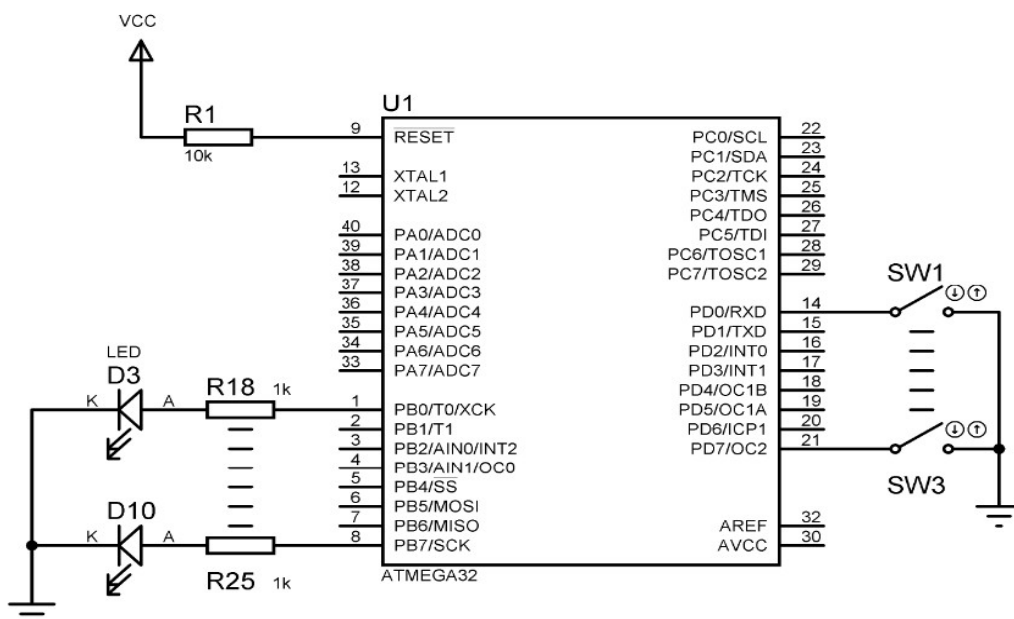 VCC
R1
10k
U1
9 RESET
13 XTAL1
12 XTAL2
40 PA0/ADC0
39 PA1/ADC1
38 PA2/ADC2
37 PA3/ADC3
36 PA4/ADC4
35 PA5/ADC5
34 PA6/ADC6
33 PA7/ADC7
1 PB0/T0/XCK
2 PB1/T1
3 PB2/AIN0/INT2
4 PB3/AIN1/OC0
5 PB4/SS
6 PB5/MOSI
7 PB6/MISO
8 PB7/SCK
PC0/SCL 22
PC1/SDA 23
PC2/TCK 24
PC3/TMS 25
PC4/TDO 26
PC5/TDI 27
PC6/TOSC1 28
PC7/TOSC2 29
PD0/RXD 14
PD1/TXD 15
PD2/INT0 16
PD3/INT1 17
PD4/OC1B 18
PD5/OC1A 19
PD6/ICP1 20
PD7/OC2 21
AREF 32
AVCC 30
ATMEGA32
LED
D3
K A
R18 1k
D10
K A
R25 1k
SW1
SW3